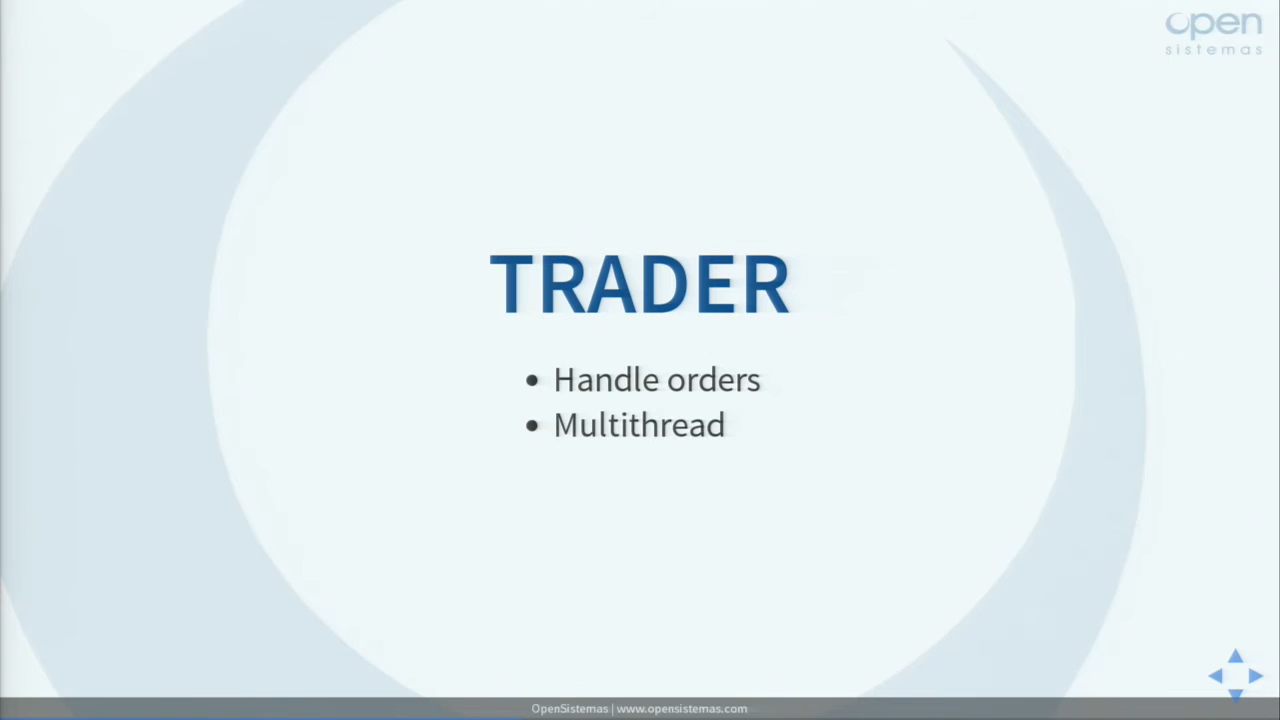 open
sistemas
TRADER
• Handle orders
• Multithread
OpenSistemas | www.opensistemas.com